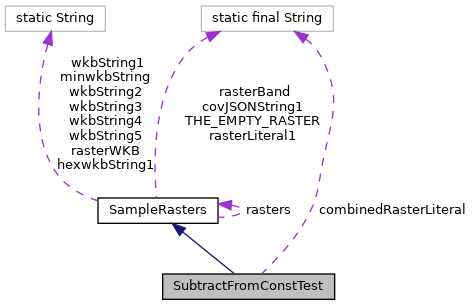 static String
static final String
wkbString1
minwkbString
wkbString2
wkbString3
wkbString4
wkbString5
rasterWKB
hexwkbString1
rasterBand
covJSONString1
THE_EMPTY_RASTER
rasterLiteral1
SampleRasters
rasters
combinedRasterLiteral
SubtractFromConstTest